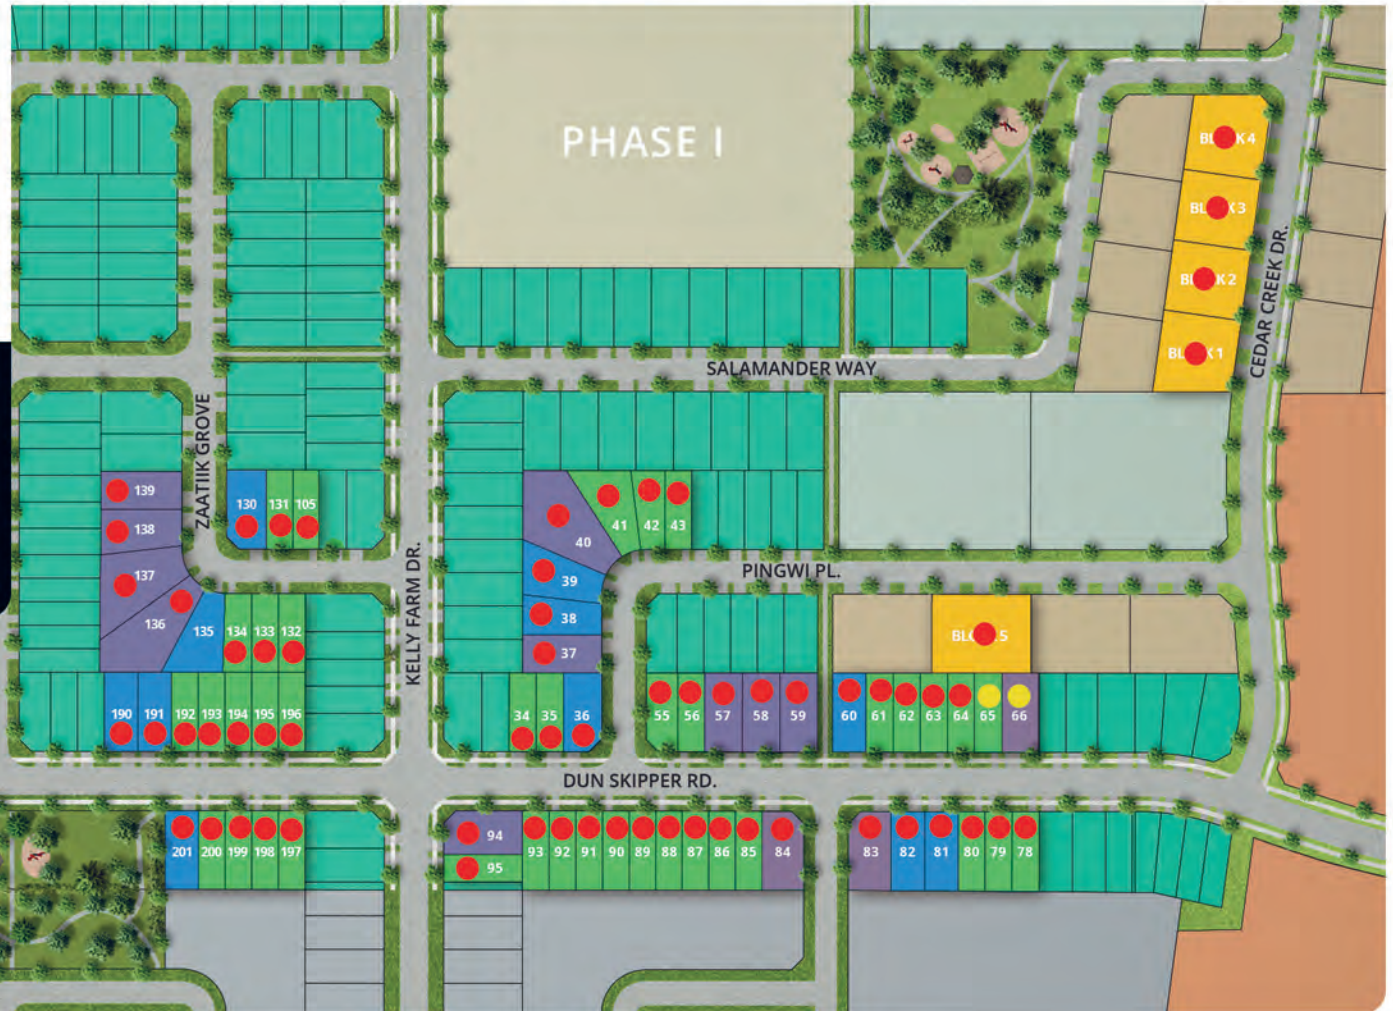 PHASE I
SALAMANDER WAY
CEDAR CREEK DR.
ZAATIIK GROVE
KELLY FARM DR.
PINGWI PL.
DUN SKIPPER RD.
139
138
137
136
135
130 131 105
134 133 132
190 191 192 193 194 195 196
41 42 43
40
39
38
37
34 35 36
55 56 57 58 59
60 61 62 63 64 65 66
201 200 199 198 197
94
95
93 92 91 90 89 88 87 86 85 84
83 82 81 80 79 78